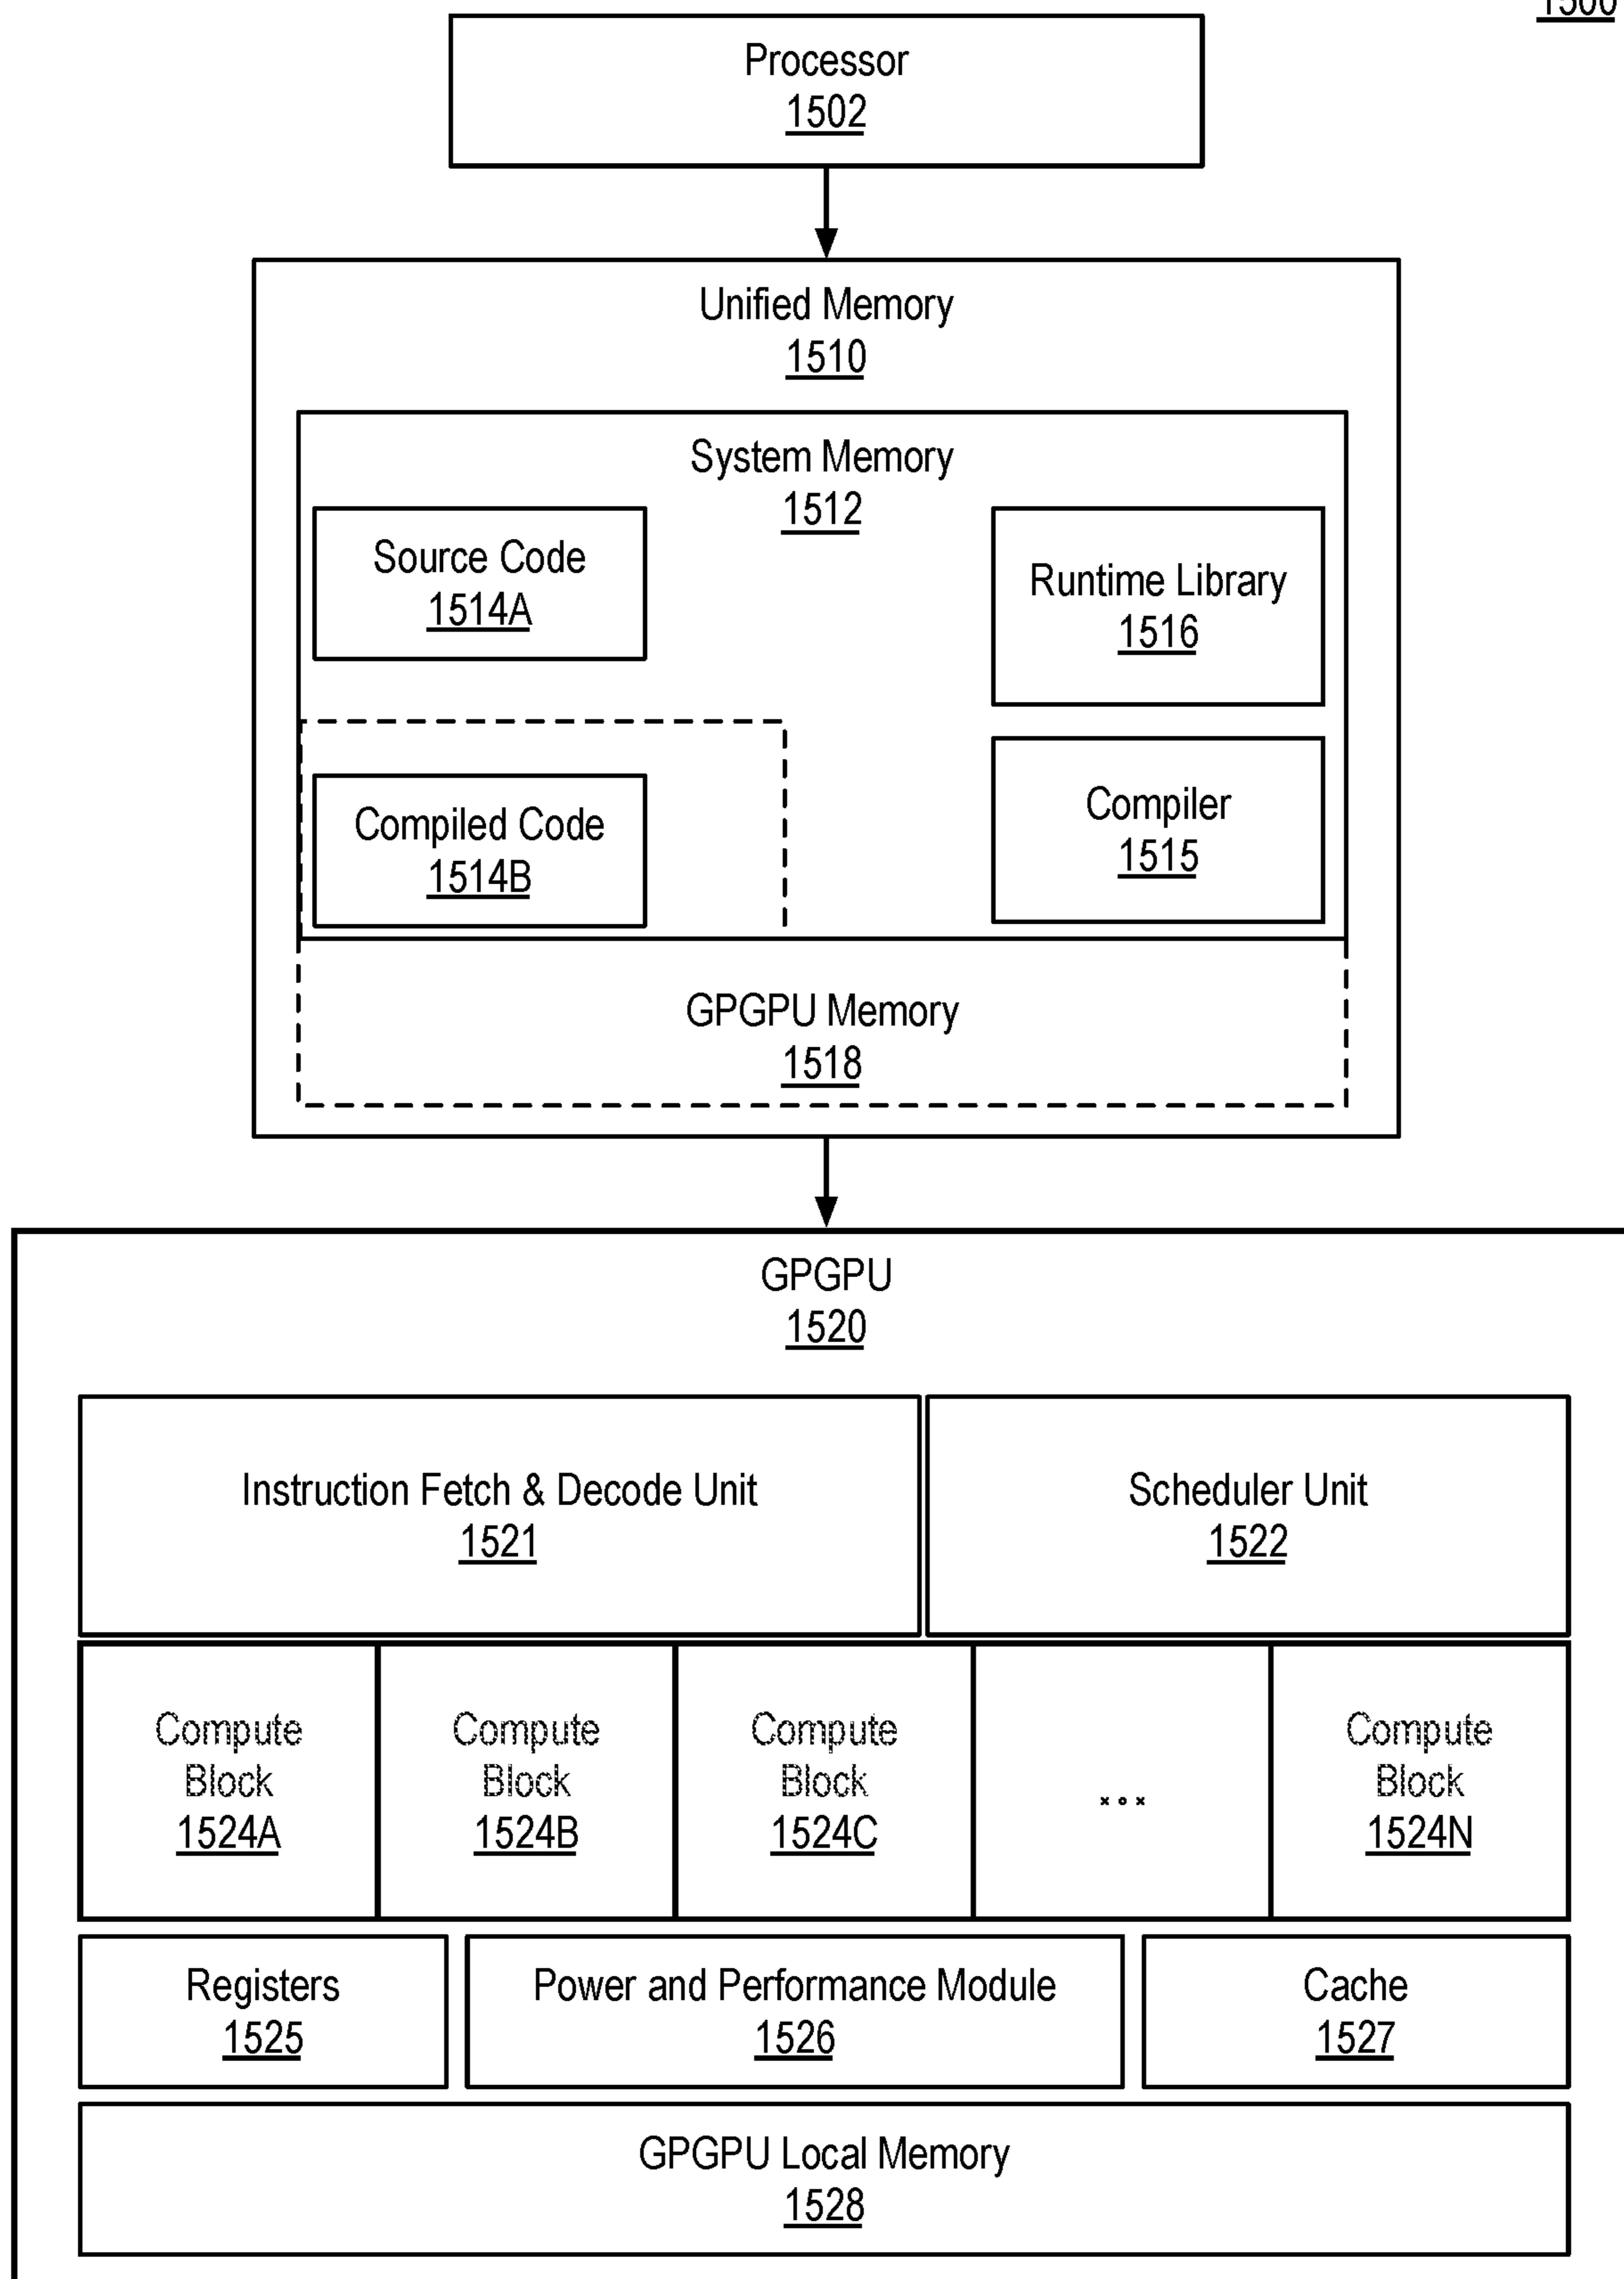 1500
Processor
1502
Unified Memory
1510
System Memory
1512
Source Code
1514A
Runtime Library
1516
Compiled Code
1514B
Compiler
1515
GPGPU Memory
1518
GPGPU
1520
Instruction Fetch & Decode Unit
1521
Scheduler Unit
1522
Compute
Block
1524A
Compute
Block
1524B
Compute
Block
1524C
...
Compute
Block
1524N
Registers
1525
Power and Performance Module
1526
Cache
1527
GPGPU Local Memory
1528